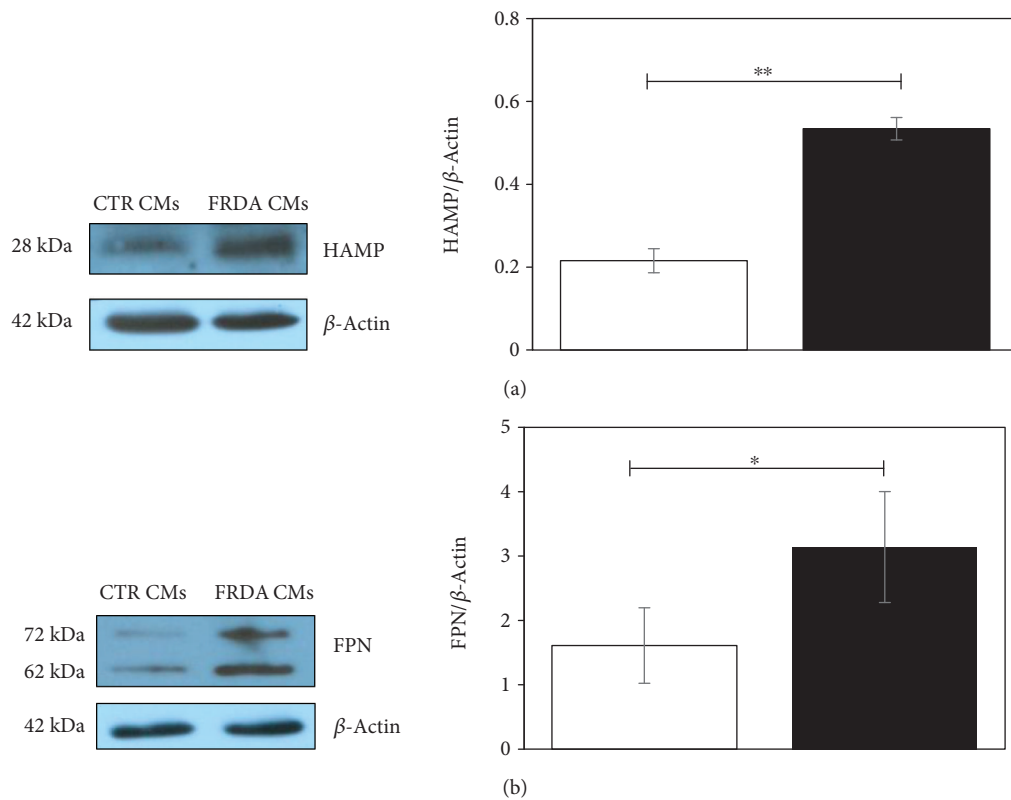 CTR CMs FRDA CMs
28 kDa
HAMP
42 kDa
β-Actin
HAMP/β-Actin
0.8
0.6
0.4
0.2
0
**
(a)
CTR CMs FRDA CMs
72 kDa
62 kDa
FPN
42 kDa
β-Actin
FPN/β-Actin
5
4
3
2
1
0
*
(b)